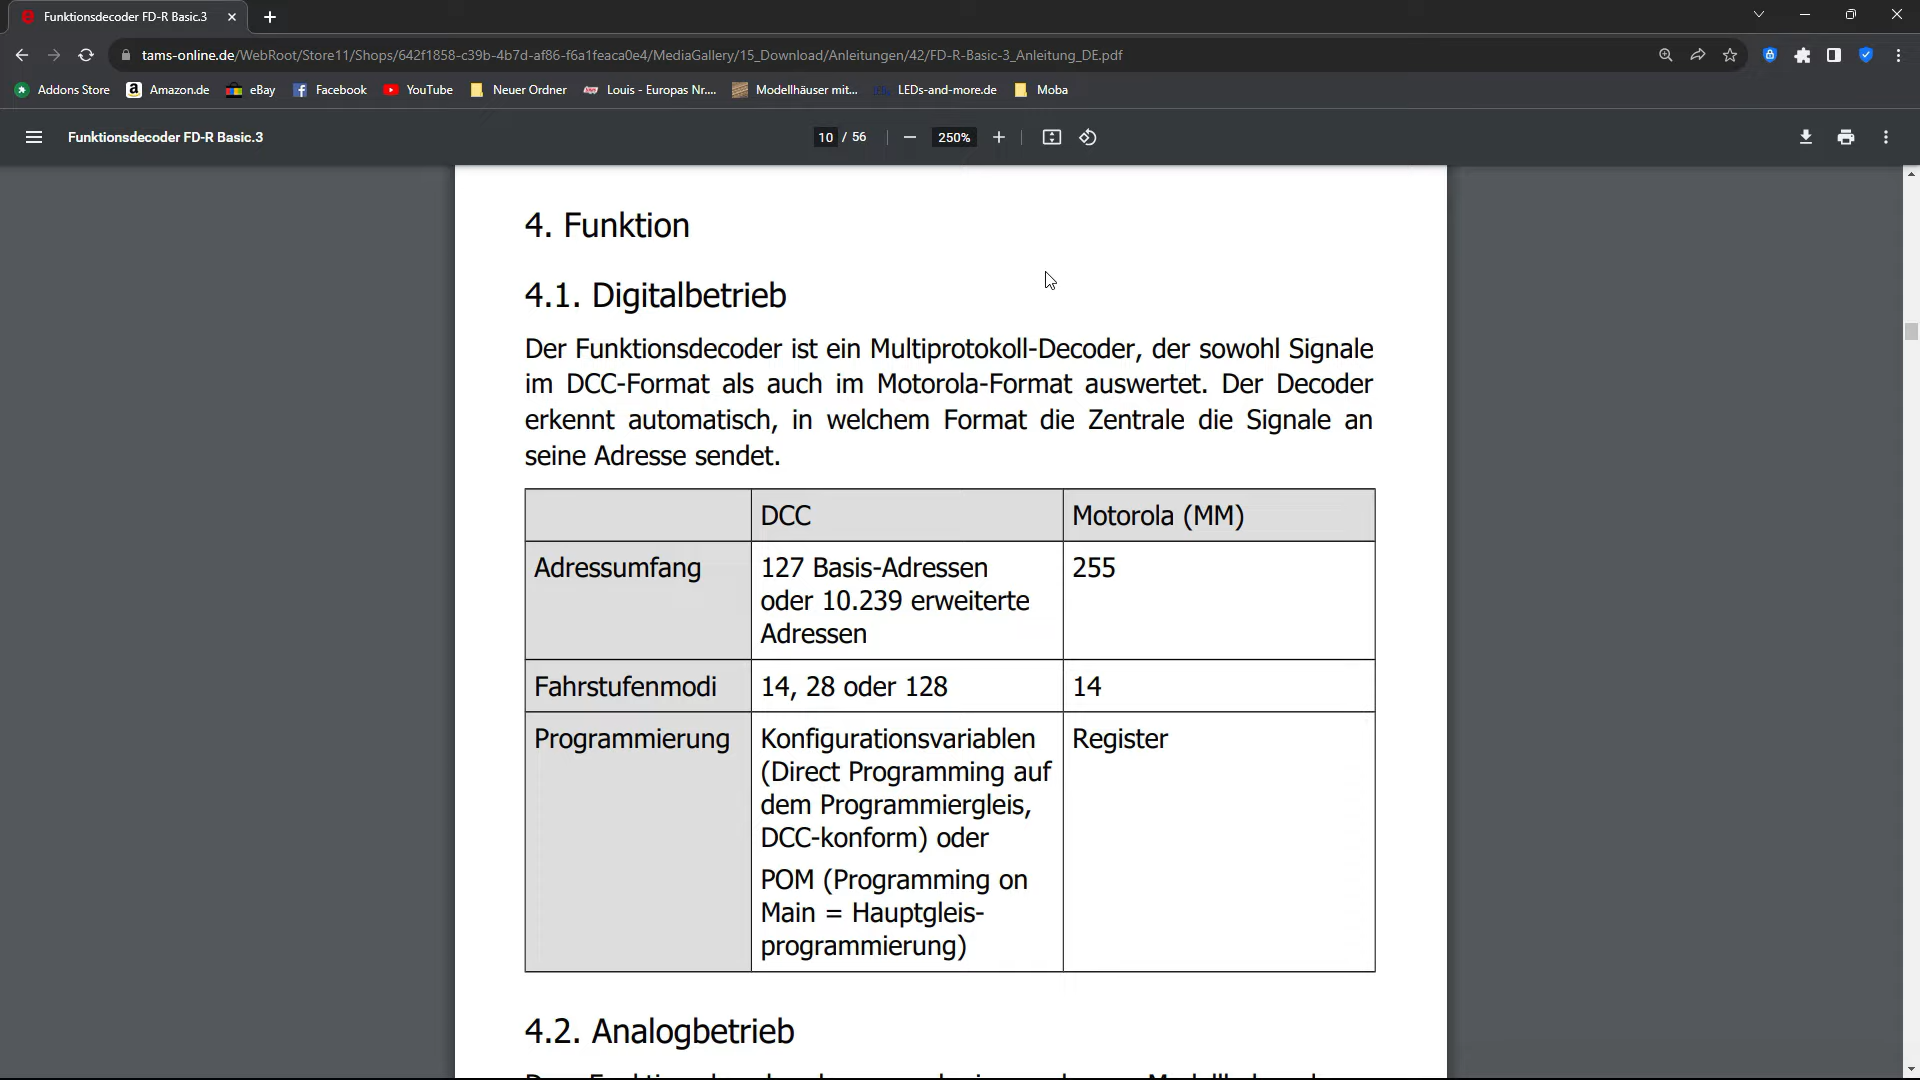 Funktionsdecoder FD-R Basic.3
tams-online.de/WebRoot/Store11/Shops/642f1858-c39b-4b7d-af86-f6a1feaca0e4/MediaGallery/15_Download/Anleitungen/42/FD-R-Basic-3_Anleitung_DE.pdf
Addons Store Amazon.de eBay Facebook YouTube Neuer Ordner Louis - Europas Nr.... Modellhäuser mit... LEDs-and-more.de Moba
Funktionsdecoder FD-R Basic.3 10 / 56 250%
4. Funktion
4.1. Digitalbetrieb
Der Funktionsdecoder ist ein Multiprotokoll-Decoder, der sowohl Signale
im DCC-Format als auch im Motorola-Format auswertet. Der Decoder
erkennt automatisch, in welchem Format die Zentrale die Signale an
seine Adresse sendet.
DCC Motorola (MM)
Adressumfang 127 Basis-Adressen 255
oder 10.239 erweiterte
Adressen
Fahrstufenmodi 14, 28 oder 128 14
Programmierung Konfigurationsvariablen Register
(Direct Programming auf
dem Programmiergleis,
DCC-konform) oder
POM (Programming on
Main = Hauptgleis-
programmierung)
4.2. Analogbetrieb